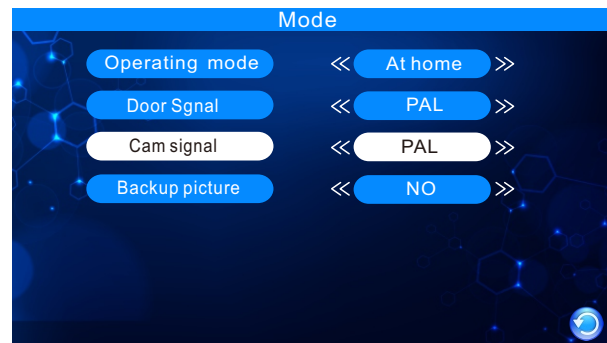 Mode
Operating mode « At home »
Door Sgnal « PAL »
Cam signal « PAL »
Backup picture « NO »